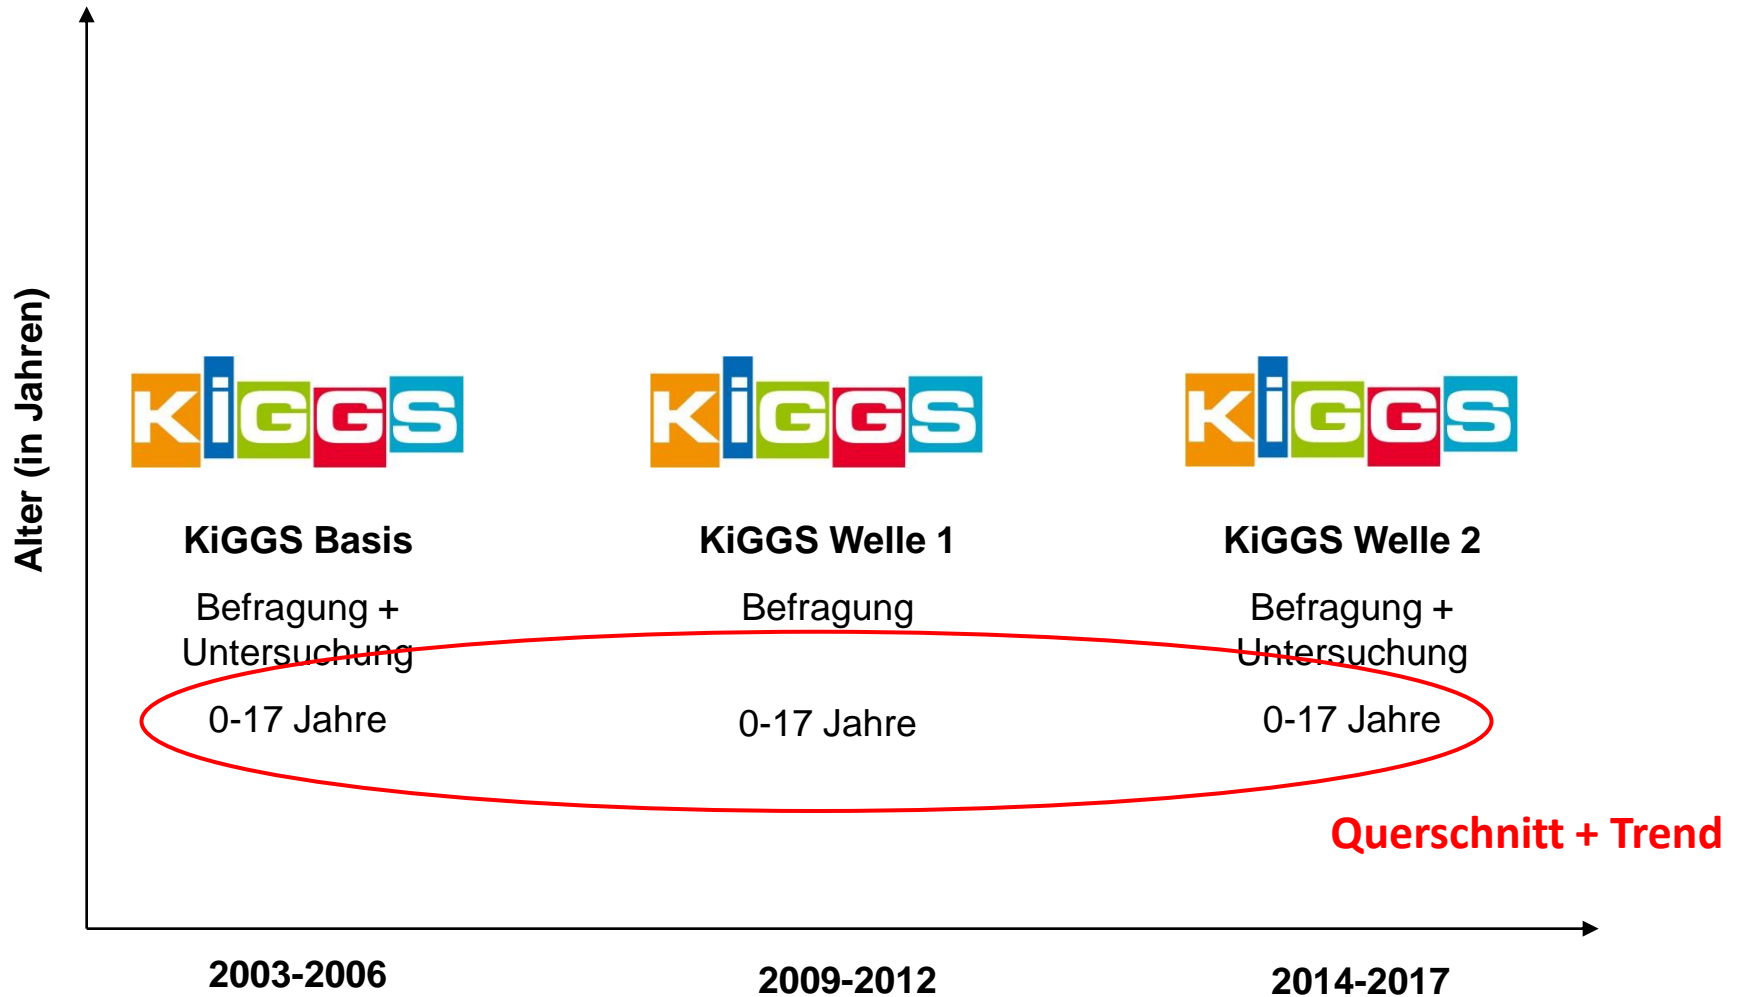 Alter (in Jahren)
KiGGS
KiGGS
KiGGS
KiGGS Basis
Befragung +
Untersuchung
0-17 Jahre
KiGGS Welle 1
Befragung
0-17 Jahre
KiGGS Welle 2
Befragung +
Untersuchung
0-17 Jahre
Querschnitt + Trend
2003-2006
2009-2012
2014-2017